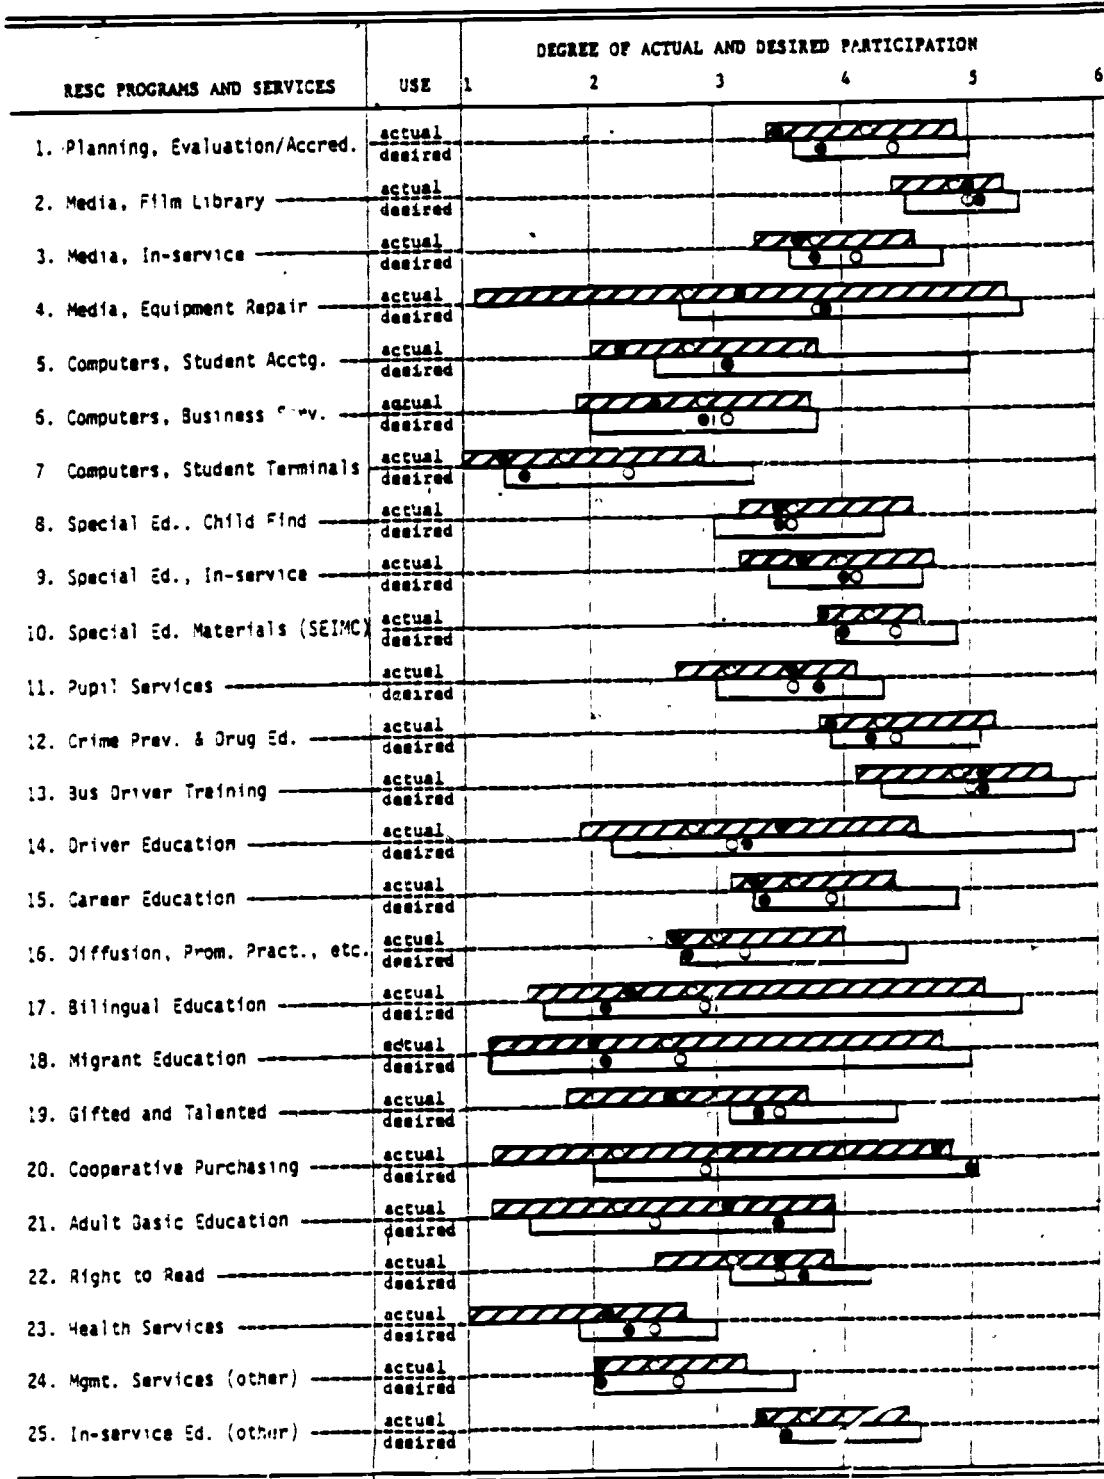 DEGREE OF ACTUAL AND DESIRED PARTICIPATION
RESC PROGRAMS AND SERVICES USE 1 2 3 4 5 6
1. Planning, Evaluation/Accred. actual
desired
2. Media, Film Library actual
desired
3. Media, In-service actual
desired
4. Media, Equipment Repair actual
desired
5. Computers, Student Acctg. actual
desired
6. Computers, Business actual
desired
7 Computers, Student Terminals actual
desired
8. Special Ed., Child Find actual
desired
9. Special Ed., In-service actual
desired
10. Special Ed. Materials (SEIMC) actual
desired
11. Pupil Services actual
desired
12. Crime Prev. & Drug Ed. actual
desired
13. Bus Driver Training actual
desired
14. Driver Education actual
desired
15. Career Education actual
desired
16. Diffusion, Prom. Pract., etc. actual
desired
17. Bilingual Education actual
desired
18. Migrant Education edtual
desired
19. Gifted and Talented actual
desired
20. Cooperative Purchasing actual
desired
21. Adult Basic Education actual
desired
22. Right to Read actual
desired
23. Health Services actual
desired
24. Mgmt. Services (other) actual
desired
25. In-service Ed. (other) actual
desired